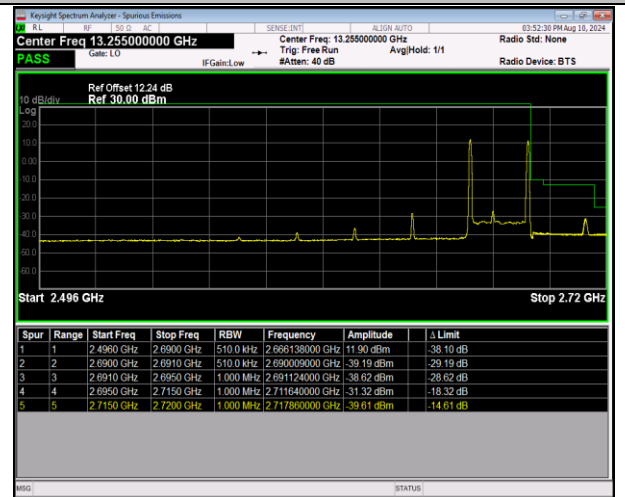 Keysight Spectrum Analyzer - Spurious Emissions
RL RF 50 Ω AC SENSE:INT ALIGN AUTO 03:52:30 PM Aug 10, 2024
Center Freq 13.255000000 GHz Center Freq: 13.255000000 GHz Radio Std: None
PASS Gate: LO IFGain:Low Trig: Free Run Avg|Hold: 1/1
#Atten: 40 dB Radio Device: BTS
Ref Offset 12.24 dB
10 dB/div Ref 30.00 dBm
Log
20.0
10.0
0.00
-10.0
-20.0
-30.0
-40.0
-50.0
-60.0
Start 2.496 GHz Stop 2.72 GHz
Spur Range Start Freq Stop Freq RBW Frequency Amplitude Δ Limit
1 1 2.4960 GHz 2.6900 GHz 510.0 kHz 2.666138000 GHz 11.90 dBm -38.10 dB
2 2 2.6900 GHz 2.6910 GHz 510.0 kHz 2.690009000 GHz -39.19 dBm -29.19 dB
3 3 2.6910 GHz 2.6950 GHz 1.000 MHz 2.691124000 GHz -38.62 dBm -28.62 dB
4 4 2.6950 GHz 2.7150 GHz 1.000 MHz 2.711640000 GHz -31.32 dBm -18.32 dB
5 5 2.7150 GHz 2.7200 GHz 1.000 MHz 2.717860000 GHz -39.61 dBm -14.61 dB
MSG STATUS